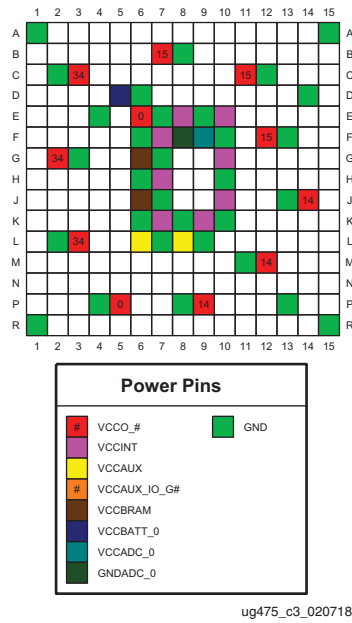 1 2 3 4 5 6 7 8 9 10 11 12 13 14 15
A A
B 15 B
C 34 15 C
D D
E 0 E
F 12 F
G 34 G
H H
J 14 J
K K
L 34 L
M 14 M
N N
P 0 14 P
R R
1 2 3 4 5 6 7 8 9 10 11 12 13 14 15
Power Pins
# VCCO_# GND
VCCINT
VCCAUX
# VCCAUX_IO_G#
VCCBRAM
VCCBATT_0
VCCADC_0
GNDADC_0
ug475_c3_020718